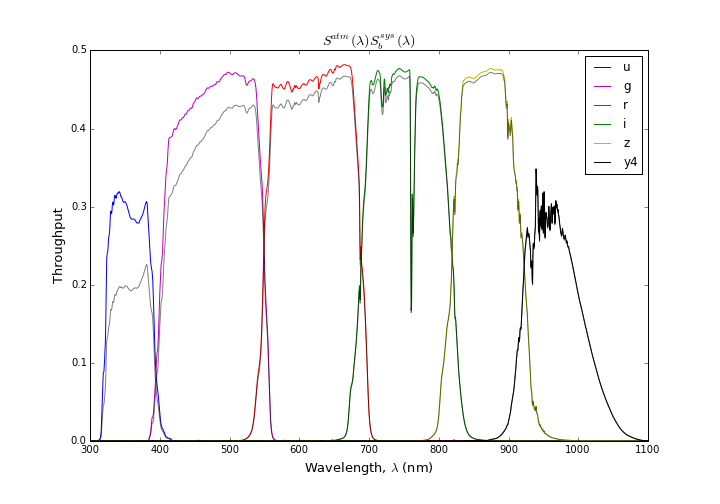 S^{atm}(λ)S_b^{sys}(λ)
Throughput
0.5
0.4
0.3
0.2
0.1
0.0
300 400 500 600 700 800 900 1000 1100
Wavelength, λ (nm)
u
g
r
i
z
y4